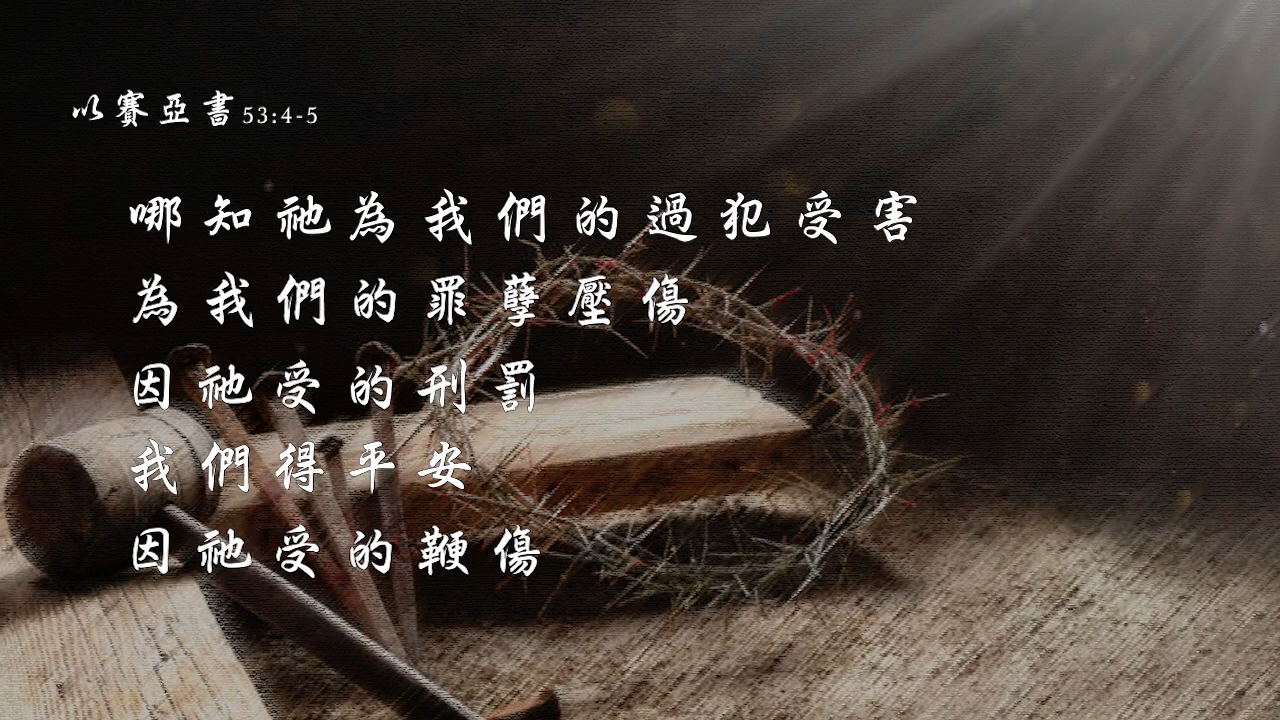 以賽亞書53:4-5
哪知祂為我們的過犯受害
為我們的罪孽壓傷
因祂受的刑罰
我們得平安
因祂受的鞭傷